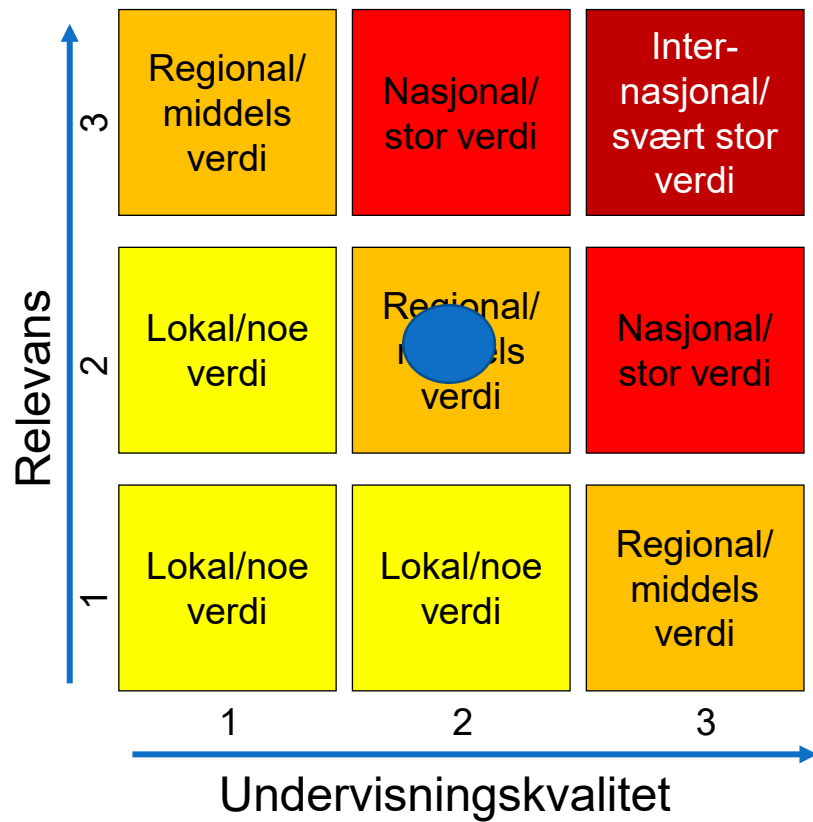 Regional/
middels
verdi
Nasjonal/
stor verdi
Inter-
nasjonal/
svært stor
verdi
Lokal/noe
verdi
Regional/
verdi
Nasjonal/
stor verdi
Lokal/noe
verdi
Lokal/noe
verdi
Regional/
middels
verdi
Relevans
3
2
1
1
2
3
Undervisningskvalitet